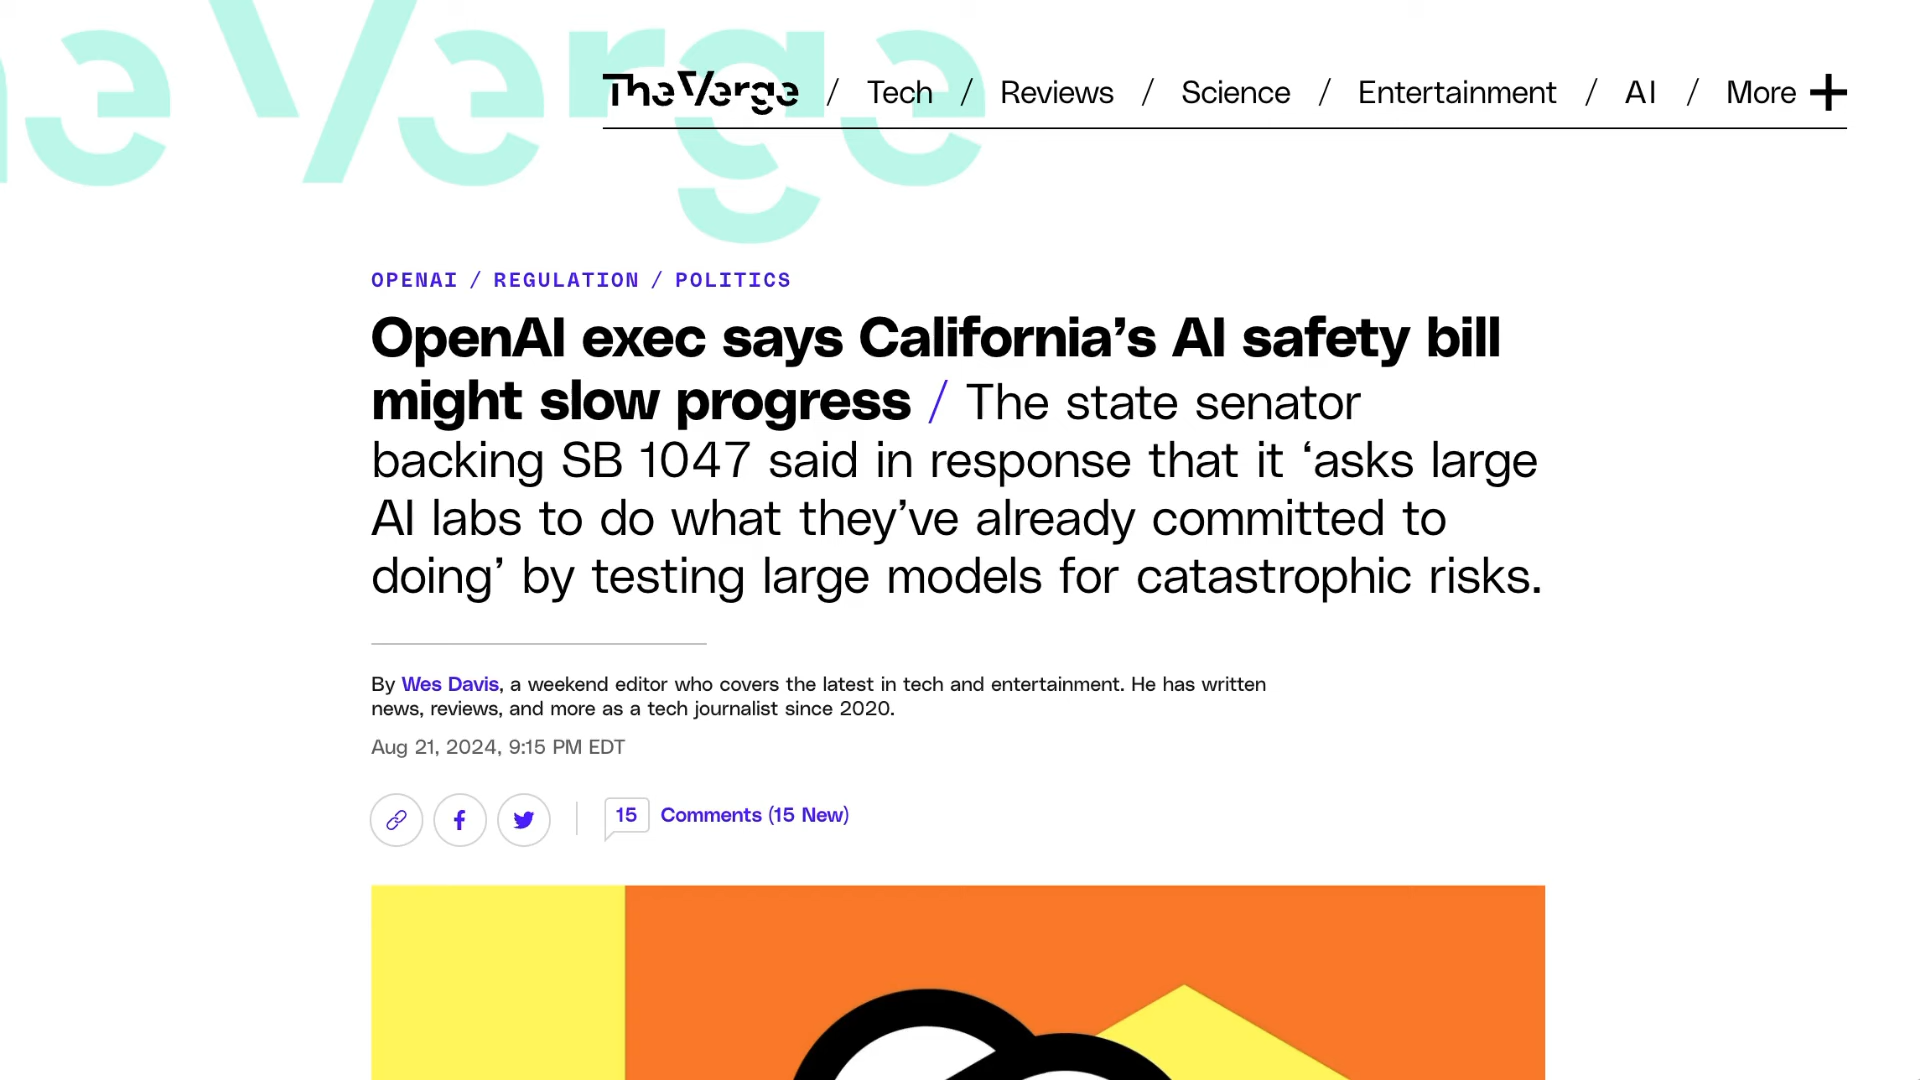 The Verge
The Verge / Tech / Reviews / Science / Entertainment / AI / More +
OPENAI / REGULATION / POLITICS
OpenAI exec says California’s AI safety bill
might slow progress / The state senator
backing SB 1047 said in response that it ‘asks large
AI labs to do what they’ve already committed to
doing’ by testing large models for catastrophic risks.
By Wes Davis, a weekend editor who covers the latest in tech and entertainment. He has written
news, reviews, and more as a tech journalist since 2020.
Aug 21, 2024, 9:15 PM EDT
15 Comments (15 New)